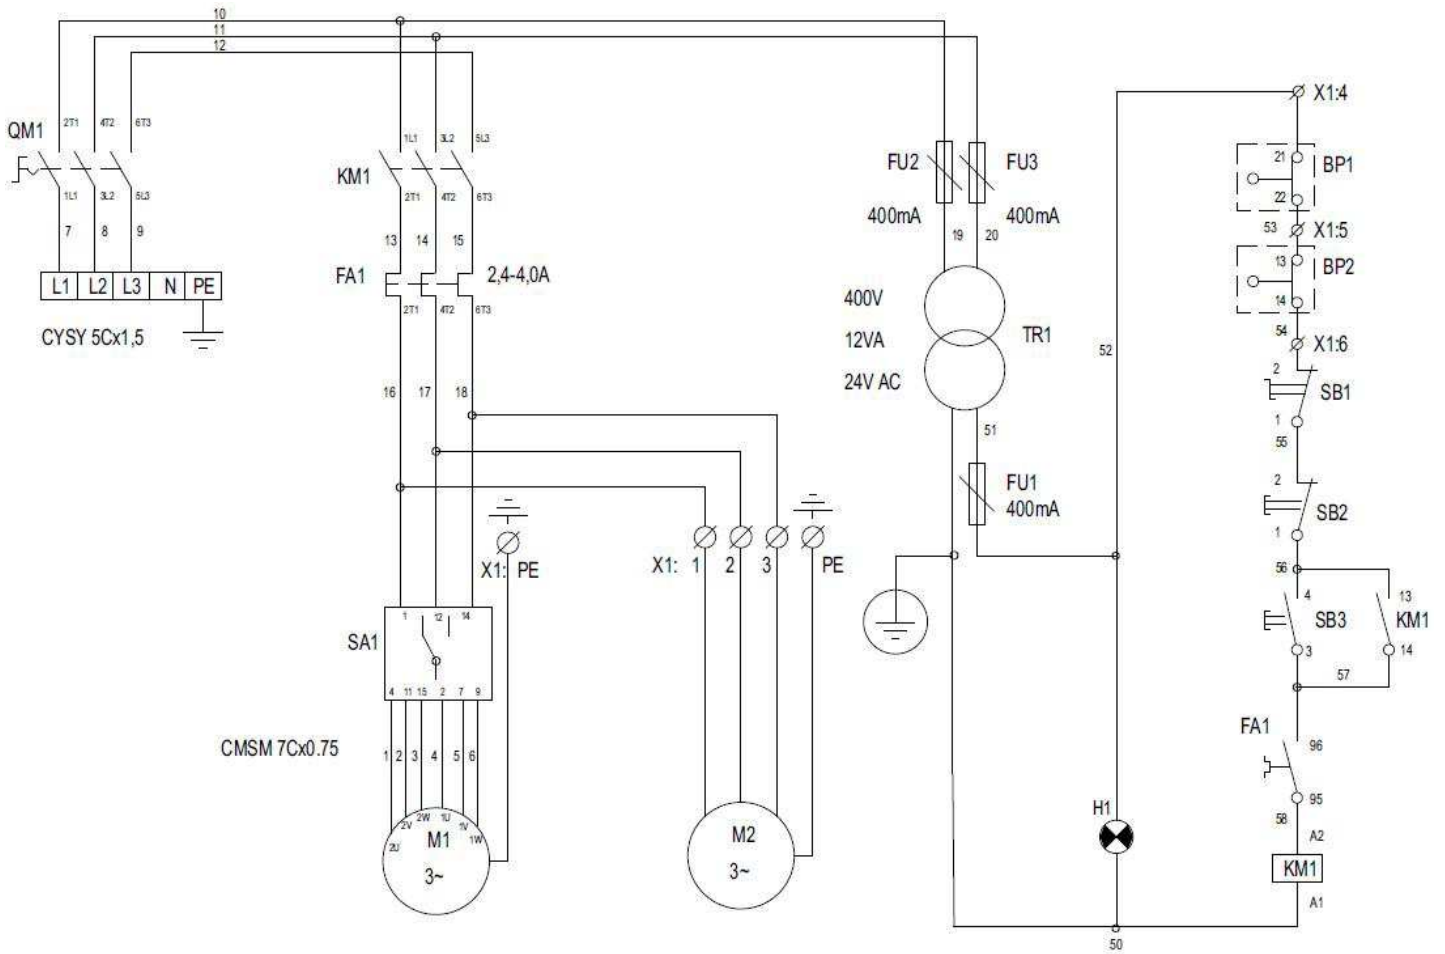 10
11
12
QM1
2T1 4T2 6T3
1L1 3L2 5L3
7 8 9
L1 L2 L3 N PE
CYSY 5Cx1,5
KM1
1L1 3L2 5L3
2T1 4T2 6T3
13 14 15
FA1
2,4-4,0A
2T1 4T2 6T3
16 17 18
X1: PE
X1: 1 2 3 PE
SA1
1 12 14
4 11 15 2 7 9
CMSM 7Cx0.75
1 2 3 4 5 6
2U 2V 2W 1U 1V 1W
M1
3~
M2
3~
FU2
400mA
FU3
400mA
19 20
400V
12VA
24V AC
TR1
51
FU1
400mA
52
H1
50
X1:4
21
BP1
22
53
X1:5
13
BP2
14
54
X1:6
2
SB1
1
55
2
SB2
1
56
4
SB3
3
13
KM1
14
57
FA1
96
95
58
A2
KM1
A1